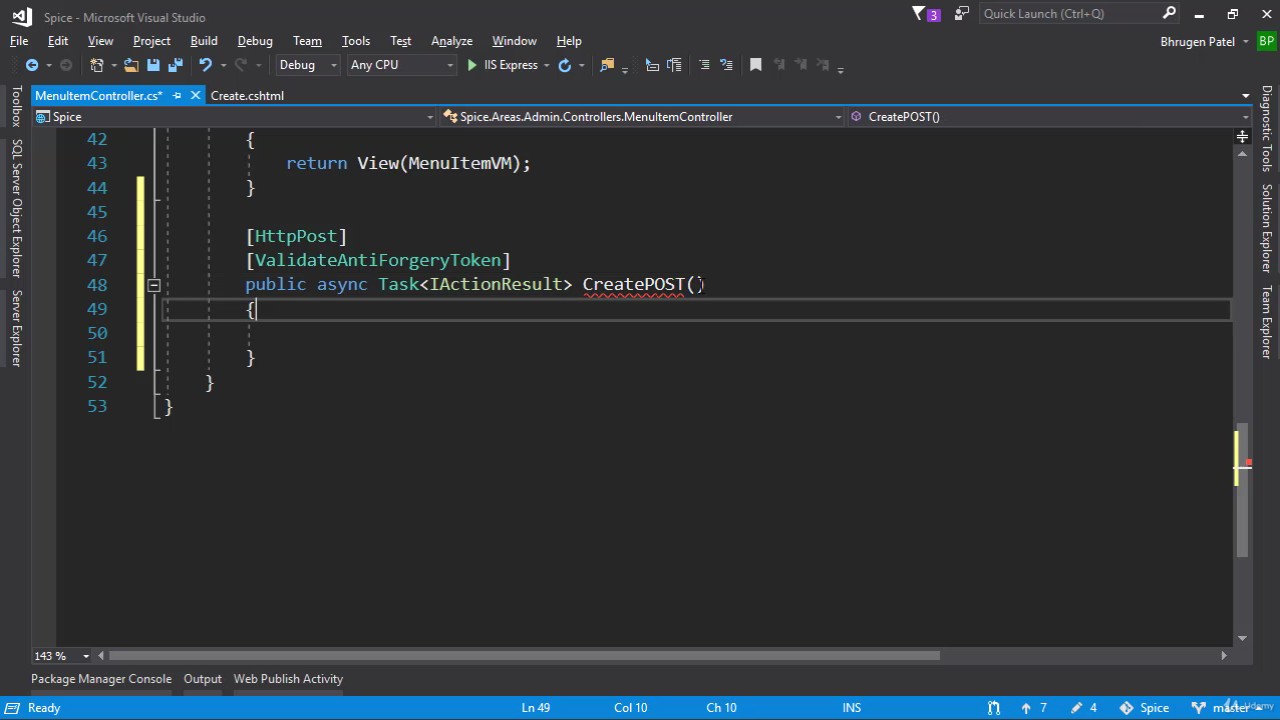 Spice - Microsoft Visual Studio
3
Quick Launch (Ctrl+Q)
File Edit View Project Build Debug Team Tools Test Analyze Window Help
Bhrugen Patel BP
Debug Any CPU IIS Express
MenuItemController.cs* Create.cshtml
Spice Spice.Areas.Admin.Controllers.MenuItemController CreatePOST()
42 {
43 return View(MenuItemVM);
44 }
45
46 [HttpPost]
47 [ValidateAntiForgeryToken]
48 public async Task<IActionResult> CreatePOST()
49 {
50
51 }
52 }
53 }
Toolbox
SQL Server Object Explorer
Server Explorer
Diagnostic Tools
Solution Explorer
Team Explorer
143 %
Package Manager Console Output Web Publish Activity
Ready Ln 49 Col 10 Ch 10 INS 7 4 Spice master
Udemy